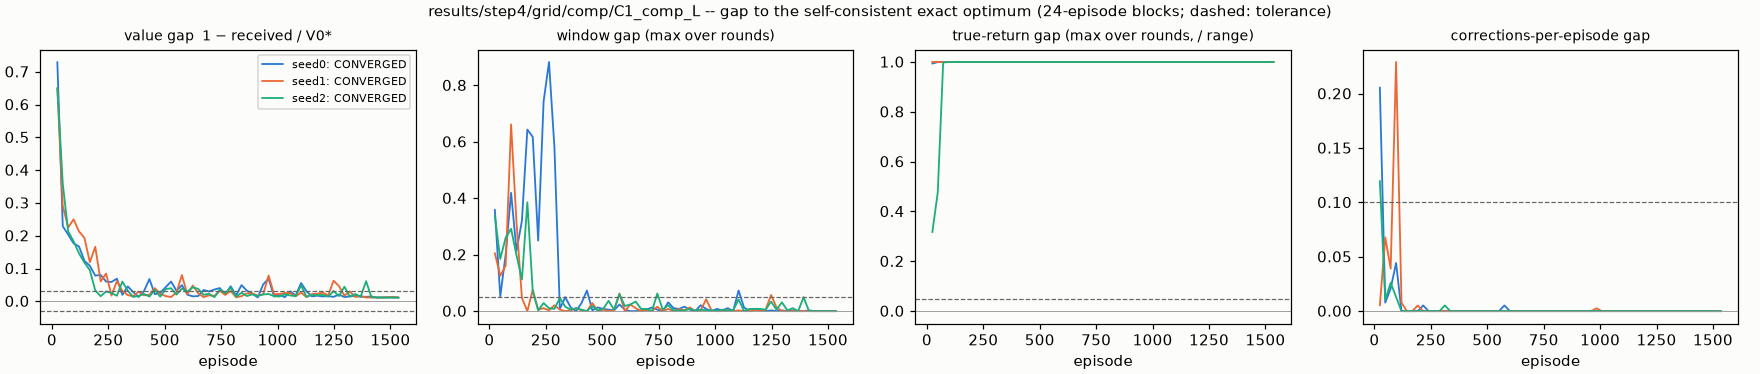 results/step4/grid/comp/C1_comp_L -- gap to the self-consistent exact optimum (24-episode blocks; dashed: tolerance)
value gap 1 − received / V0*
window gap (max over rounds)
true-return gap (max over rounds, / range)
corrections-per-episode gap
seed0: CONVERGED
seed1: CONVERGED
seed2: CONVERGED
0.7
0.6
0.5
0.4
0.3
0.2
0.1
0.0
0 250 500 750 1000 1250 1500
episode
0.8
0.6
0.4
0.2
0.0
0 250 500 750 1000 1250 1500
episode
1.0
0.8
0.6
0.4
0.2
0.0
0 250 500 750 1000 1250 1500
episode
0.20
0.15
0.10
0.05
0.00
0 250 500 750 1000 1250 1500
episode